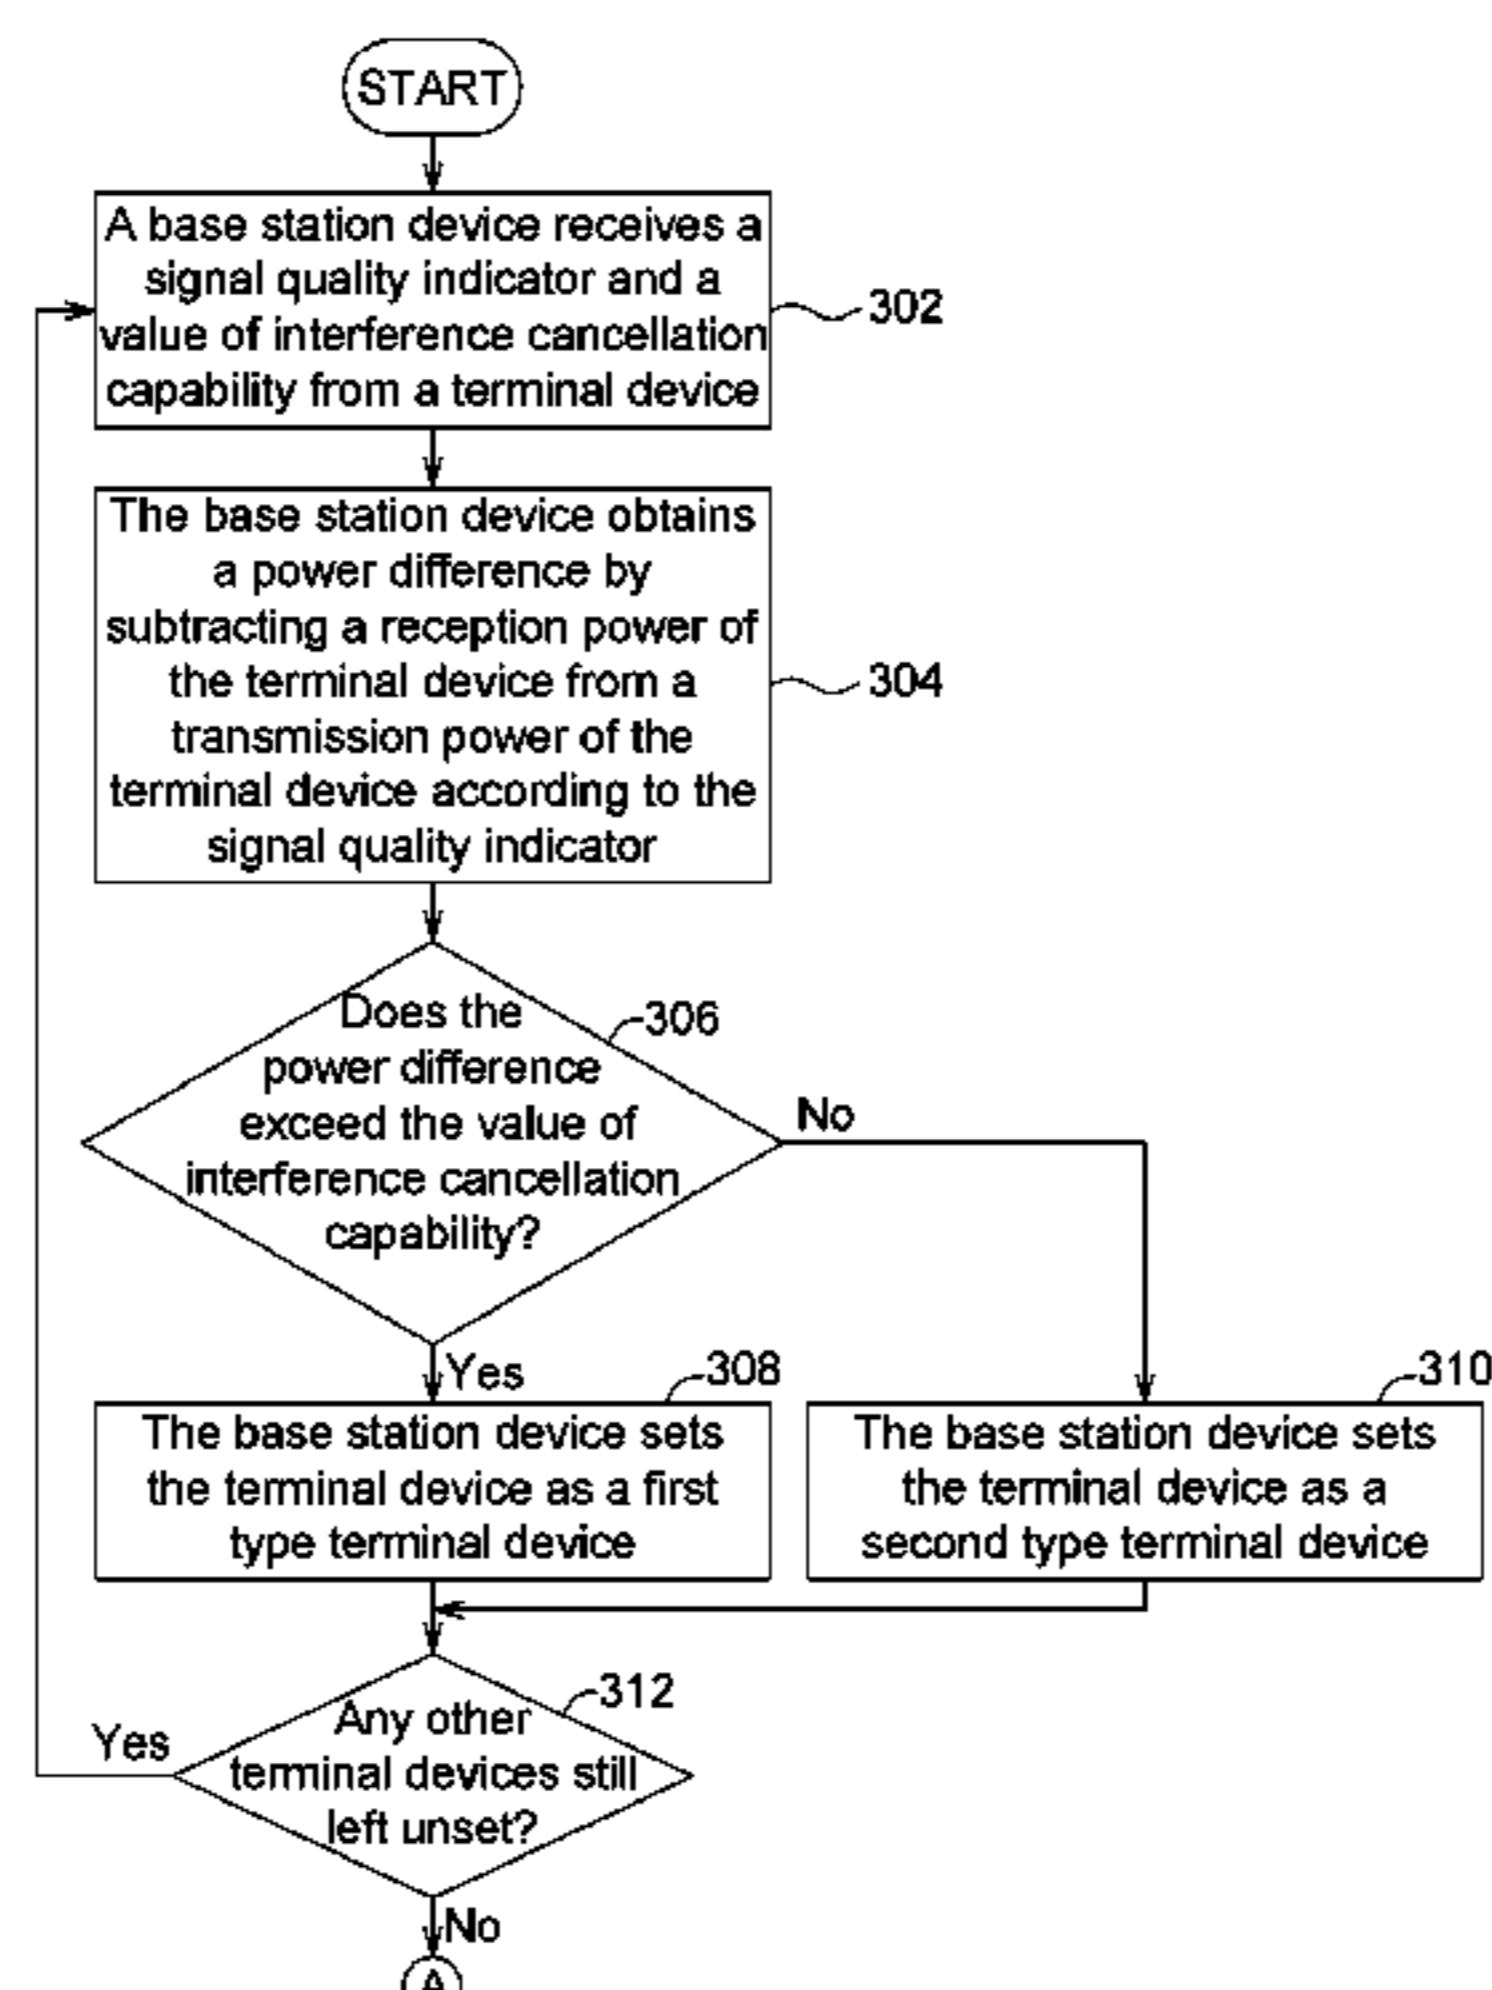 START
A base station device receives a
signal quality indicator and a
value of interference cancellation
capability from a terminal device
302
The base station device obtains
a power difference by
subtracting a reception power of
the terminal device from a
transmission power of the
terminal device according to the
signal quality indicator
304
Does the
power difference
exceed the value of
interference cancellation
capability?
306
No
Yes
308
The base station device sets
the terminal device as a first
type terminal device
310
The base station device sets
the terminal device as a
second type terminal device
312
Any other
terminal devices still
left unset?
Yes
No
A